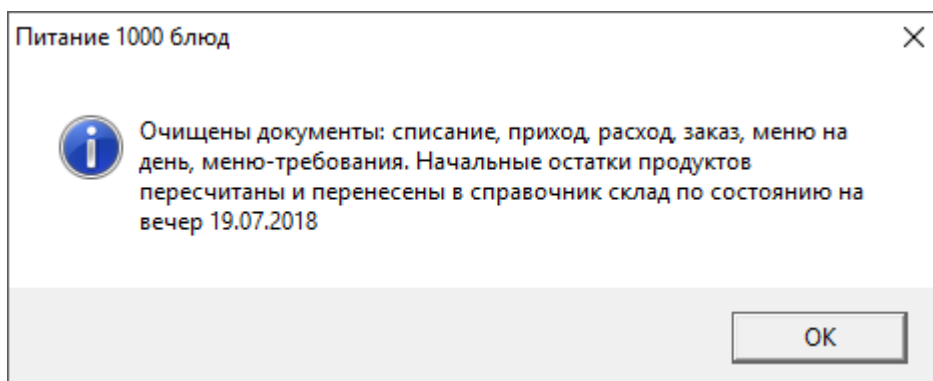 Питание 1000 блюд
Очищены документы: списание, приход, расход, заказ, меню на
день, меню-требования. Начальные остатки продуктов
пересчитаны и перенесены в справочник склад по состоянию на
вечер 19.07.2018
OK